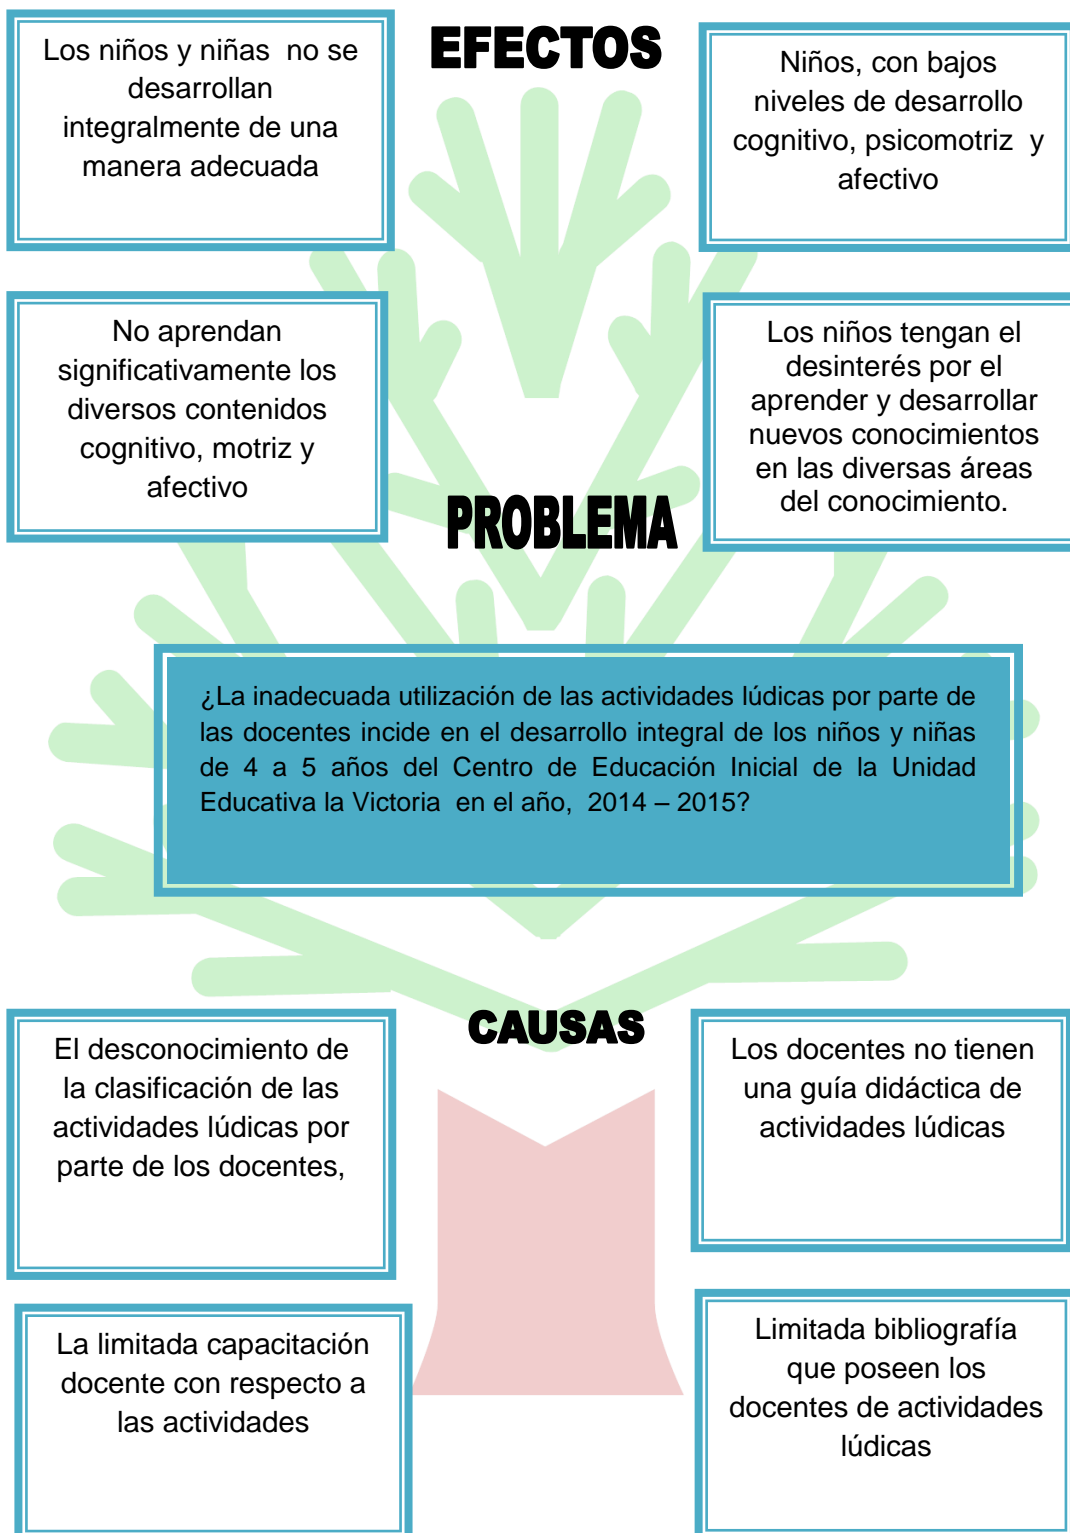 EFECTOS
Los niños y niñas no se
desarrollan
integralmente de una
manera adecuada
Niños, con bajos
niveles de desarrollo
cognitivo, psicomotriz y
afectivo
No aprendan
significativamente los
diversos contenidos
cognitivo, motriz y
afectivo
Los niños tengan el
desinterés por el
aprender y desarrollar
nuevos conocimientos
en las diversas áreas
del conocimiento.
PROBLEMA
¿La inadecuada utilización de las actividades lúdicas por parte de
las docentes incide en el desarrollo integral de los niños y niñas
de 4 a 5 años del Centro de Educación Inicial de la Unidad
Educativa la Victoria en el año, 2014 – 2015?
CAUSAS
El desconocimiento de
la clasificación de las
actividades lúdicas por
parte de los docentes,
Los docentes no tienen
una guía didáctica de
actividades lúdicas
La limitada capacitación
docente con respecto a
las actividades
Limitada bibliografía
que poseen los
docentes de actividades
lúdicas